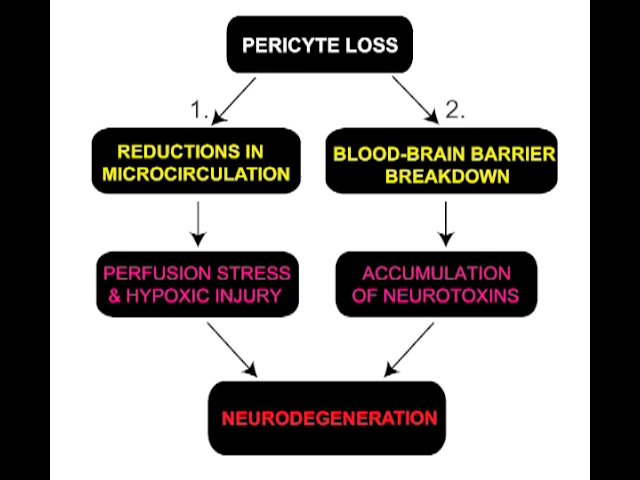 PERICYTE LOSS
1.
2.
REDUCTIONS IN
MICROCIRCULATION
BLOOD-BRAIN BARRIER
BREAKDOWN
PERFUSION STRESS
& HYPOXIC INJURY
ACCUMULATION
OF NEUROTOXINS
NEURODEGENERATION